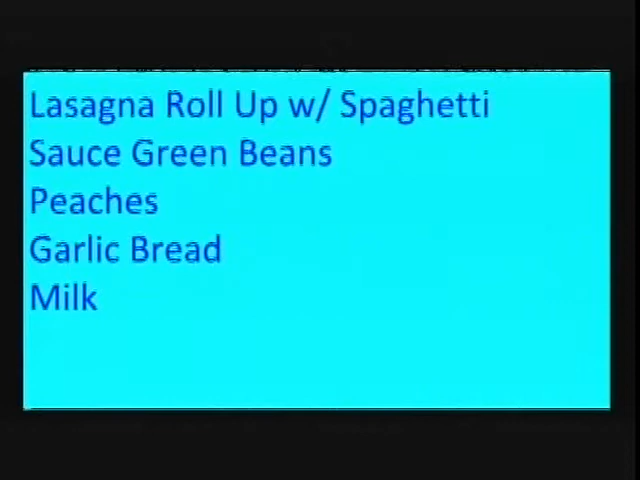 Lasagna Roll Up w/ Spaghetti
Sauce Green Beans
Peaches
Garlic Bread
Milk